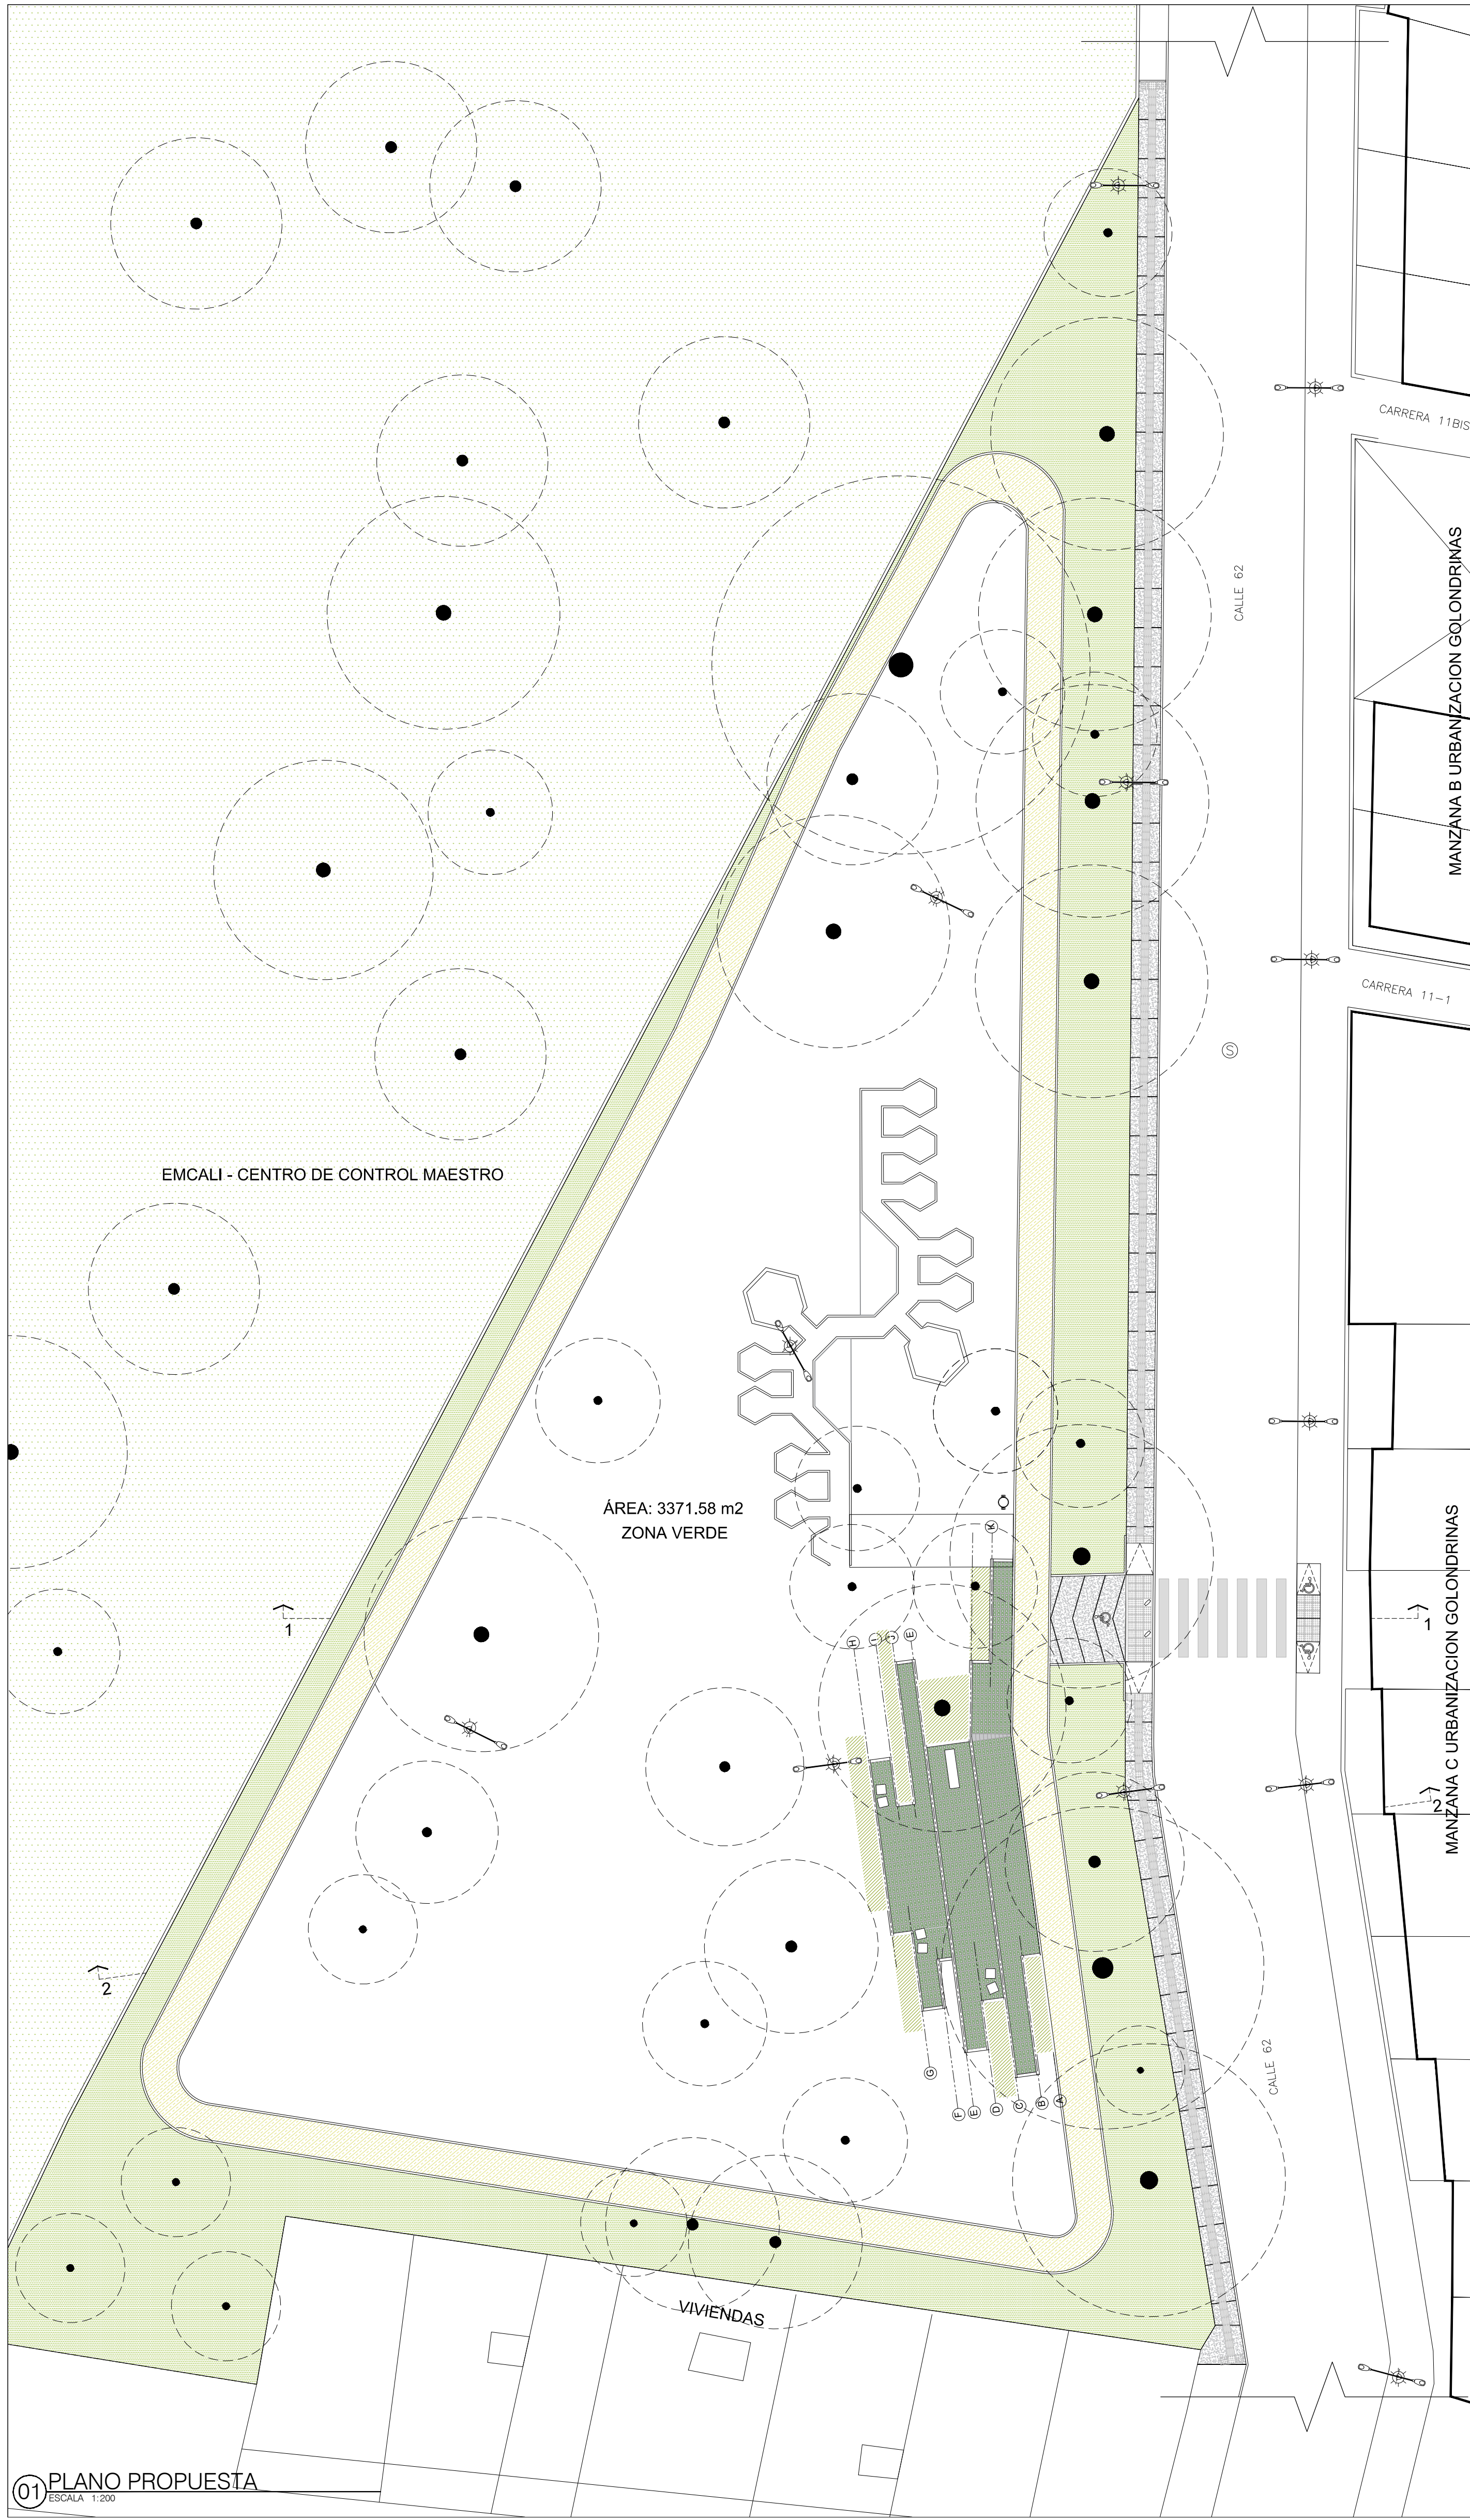 CARRERA 11BIS
CALLE 62
MANZANA B URBANIZACION GOLONDRINAS
CARRERA 11-1
S
EMCALI - CENTRO DE CONTROL MAESTRO
ÁREA: 3371.58 m2
ZONA VERDE
K
1
1
H
I
J
E
MANZANA C URBANIZACION GOLONDRINAS
2
2
CALLE 62
G
F
E
D
C
B
A
VIVIENDAS
01 PLANO PROPUESTA
ESCALA 1:200